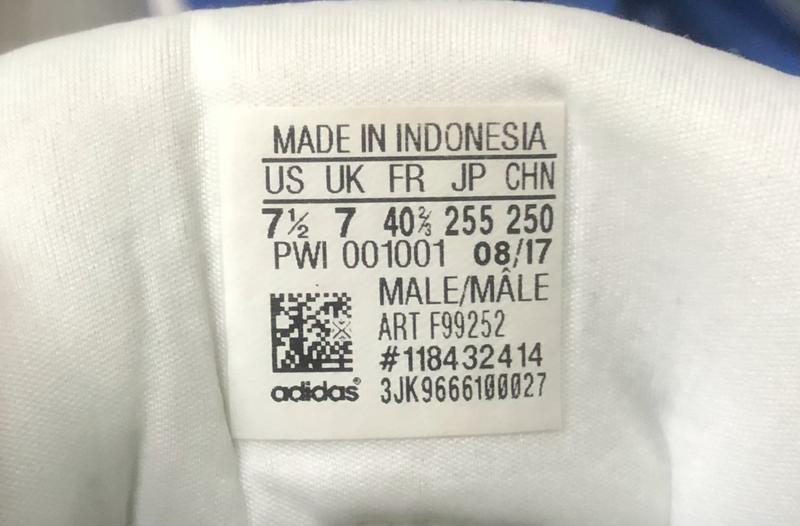 MADE IN INDONESIA
US UK FR JP CHN
7½ 7 40⅔ 255 250
PWI 001001 08/17
MALE/MÂLE
ART F99252
#118432414
adidas® 3JK9666100027